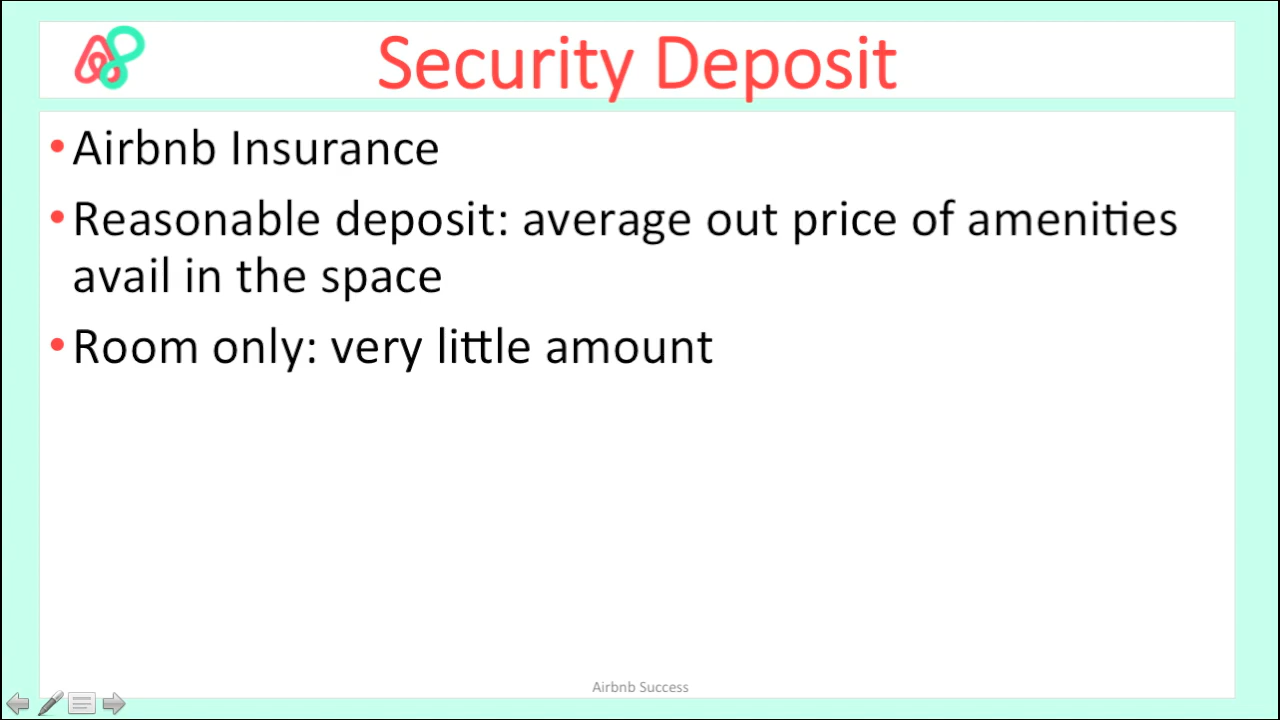 Security Deposit
• Airbnb Insurance
• Reasonable deposit: average out price of amenities
avail in the space
• Room only: very little amount
Airbnb Success